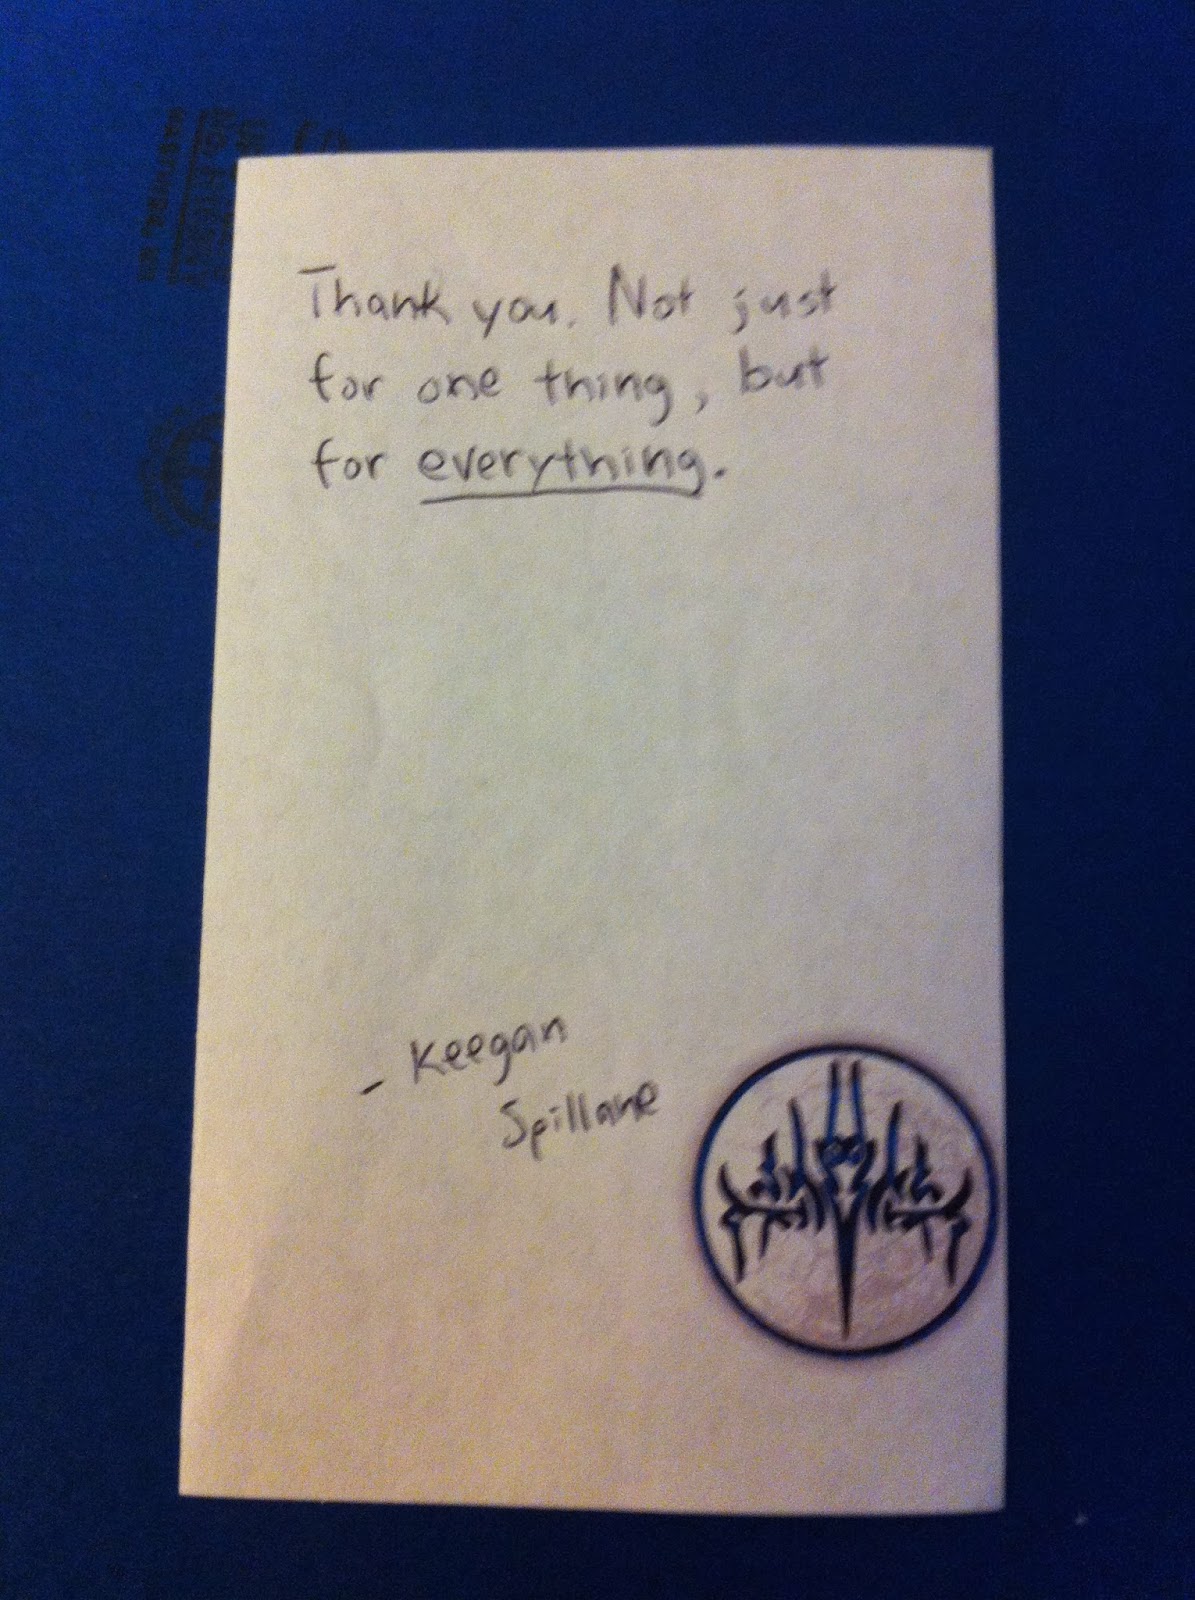 Thank you. Not just
for one thing, but
for everything.
- Keegan
Spillane